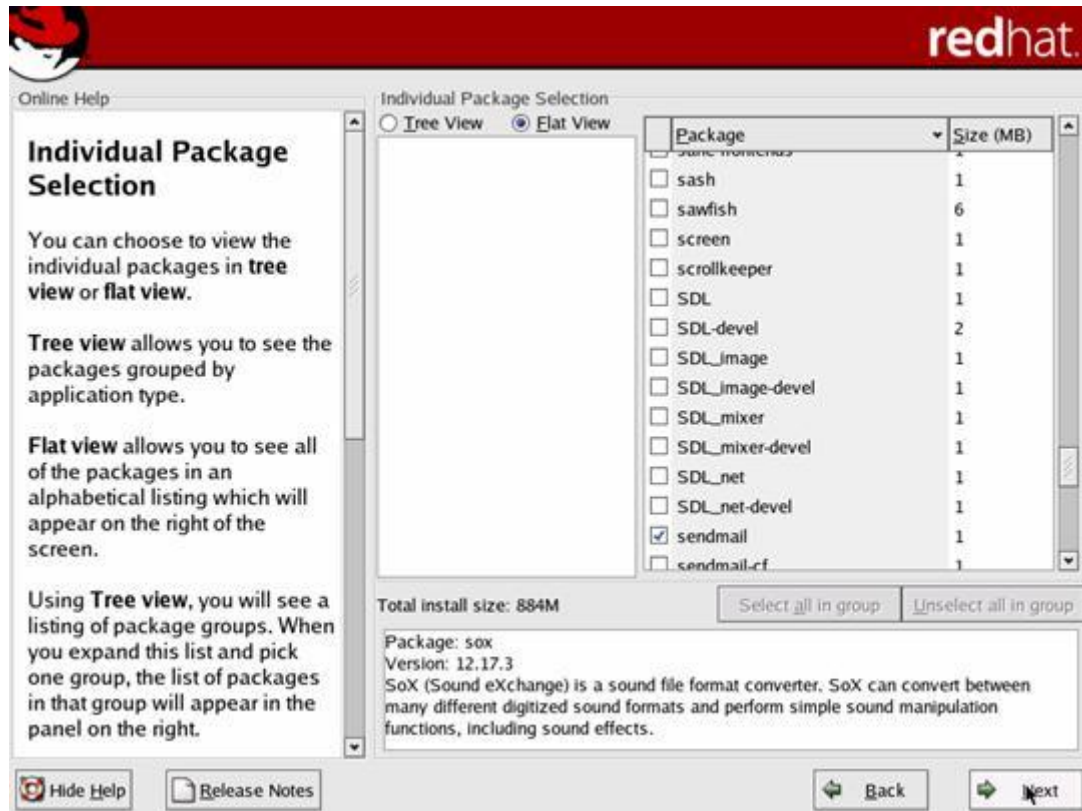 redhat.
Online Help
Individual Package
Selection
You can choose to view the
individual packages in tree
view or flat view.
Tree view allows you to see the
packages grouped by
application type.
Flat view allows you to see all
of the packages in an
alphabetical listing which will
appear on the right of the
screen.
Using Tree view, you will see a
listing of package groups. When
you expand this list and pick
one group, the list of packages
in that group will appear in the
panel on the right.
Individual Package Selection
Tree View Flat View
Package Size (MB)
sane-frontends 1
sash 1
sawfish 6
screen 1
scrollkeeper 1
SDL 1
SDL-devel 2
SDL_image 1
SDL_image-devel 1
SDL_mixer 1
SDL_mixer-devel 1
SDL_net 1
SDL_net-devel 1
sendmail 1
sendmail-cf 1
Total install size: 884M
Select all in group Unselect all in group
Package: sox
Version: 12.17.3
SoX (Sound eXchange) is a sound file format converter. SoX can convert between
many different digitized sound formats and perform simple sound manipulation
functions, including sound effects.
Hide Help Release Notes Back Next